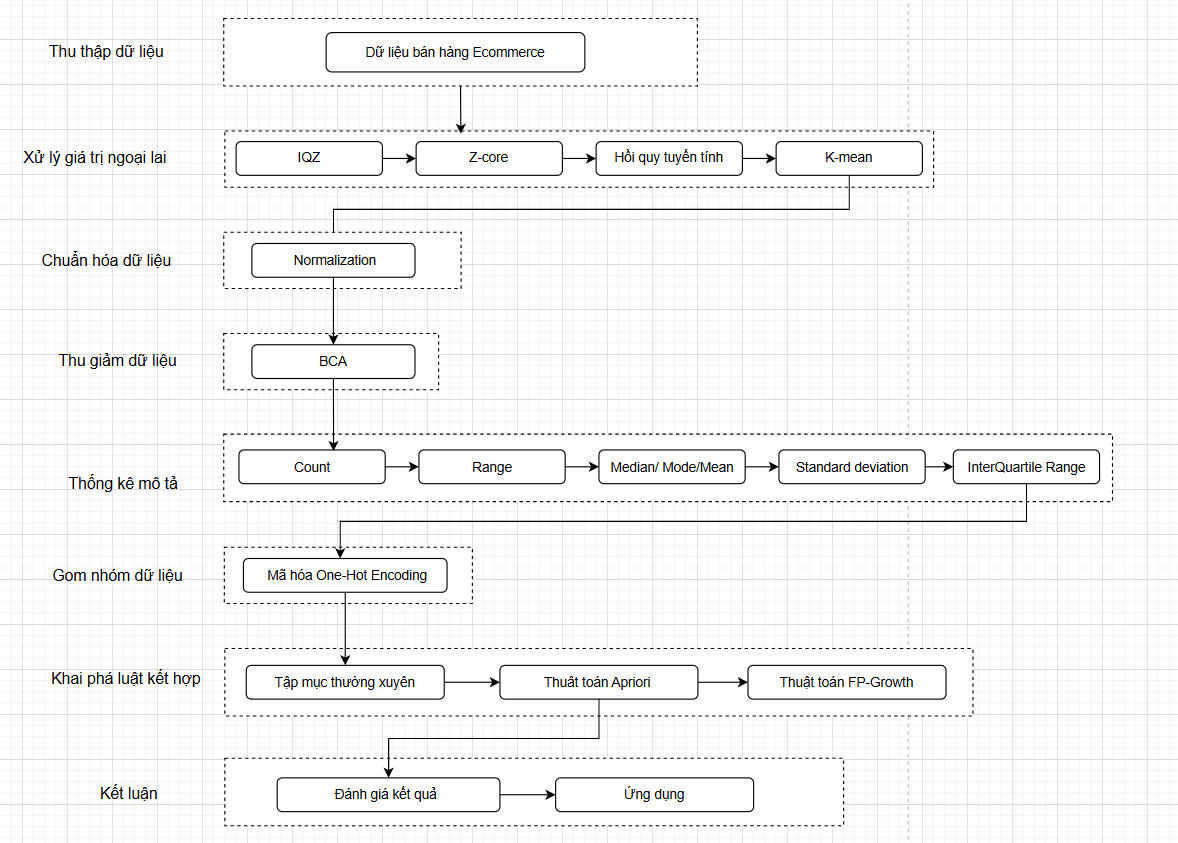 Thu thập dữ liệu
Dữ liệu bán hàng Ecommerce
Xử lý giá trị ngoại lai
IQZ
Z-core
Hồi quy tuyến tính
K-mean
Chuẩn hóa dữ liệu
Normalization
Thu giảm dữ liệu
BCA
Thống kê mô tả
Count
Range
Median/ Mode/Mean
Standard deviation
InterQuartile Range
Gom nhóm dữ liệu
Mã hóa One-Hot Encoding
Khai phá luật kết hợp
Tập mục thường xuyên
Thuât toán Apriori
Thuật toán FP-Growth
Kết luận
Đánh giá kết quả
Ứng dụng